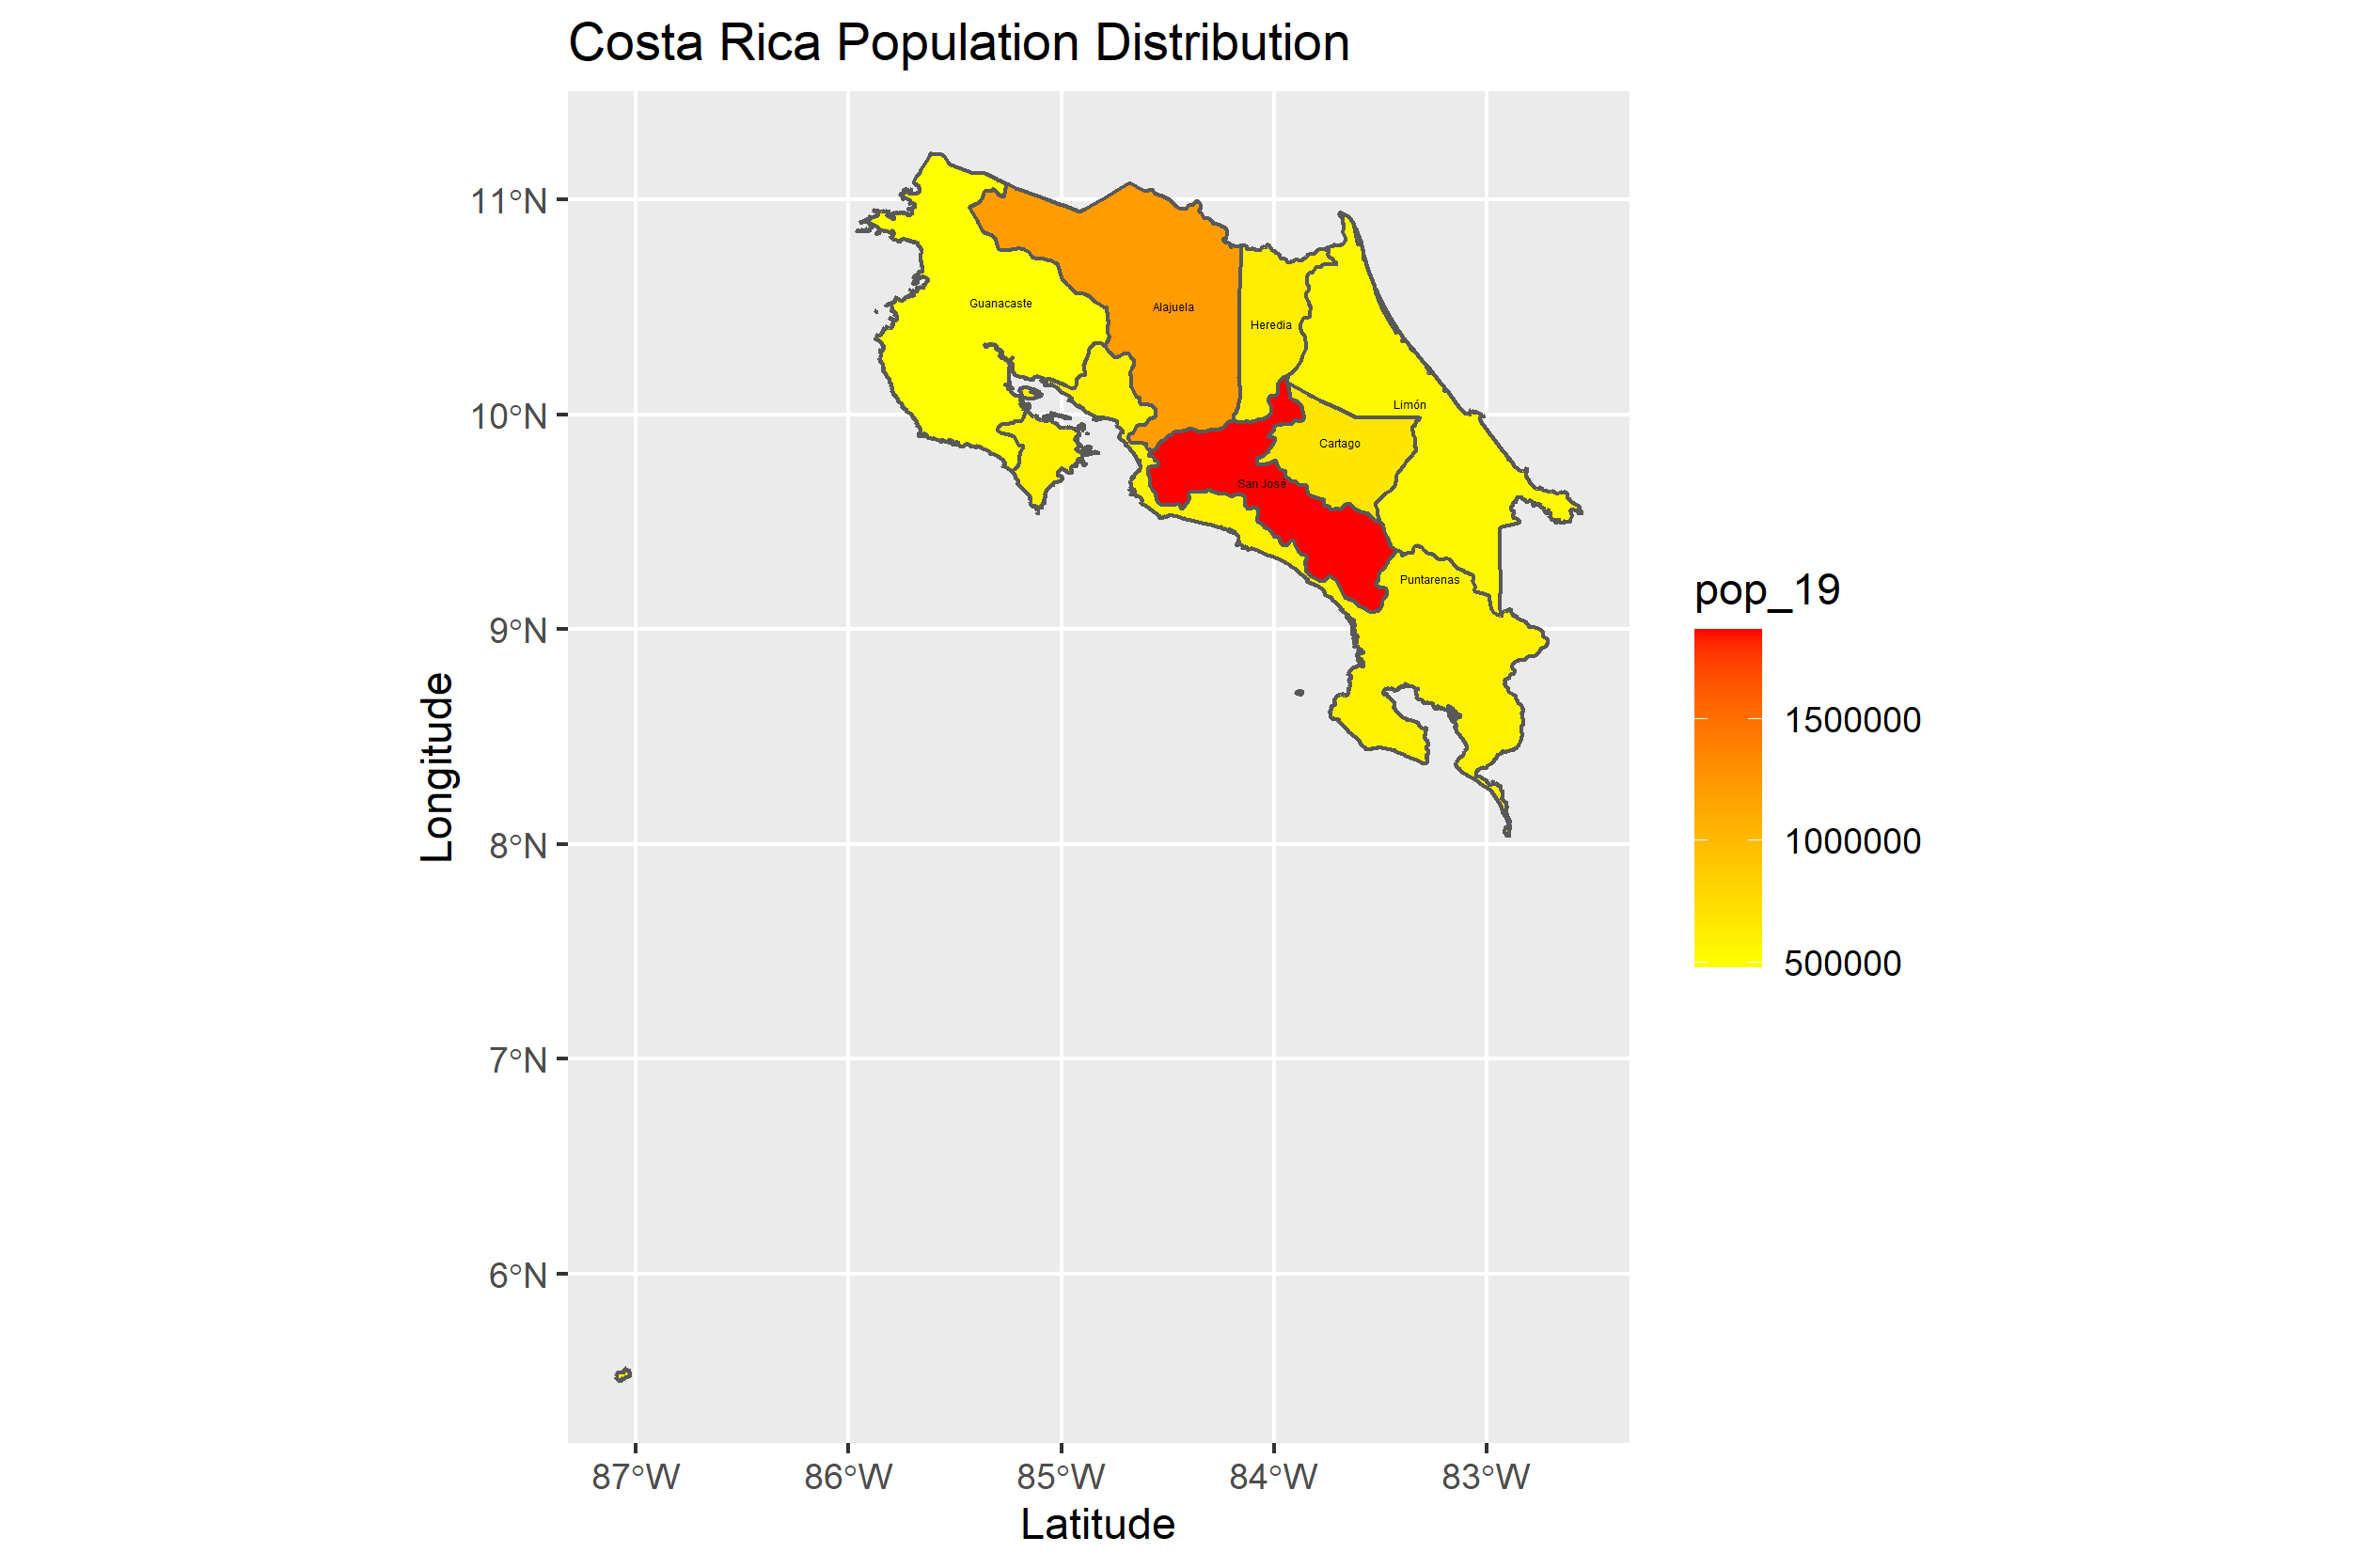 Costa Rica Population Distribution
11°N
10°N
9°N
8°N
7°N
6°N
Longitude
Guanacaste
Alajuela
Heredia
Limón
Cartago
San José
Puntarenas
87°W
86°W
85°W
84°W
83°W
Latitude
pop_19
1500000
1000000
500000